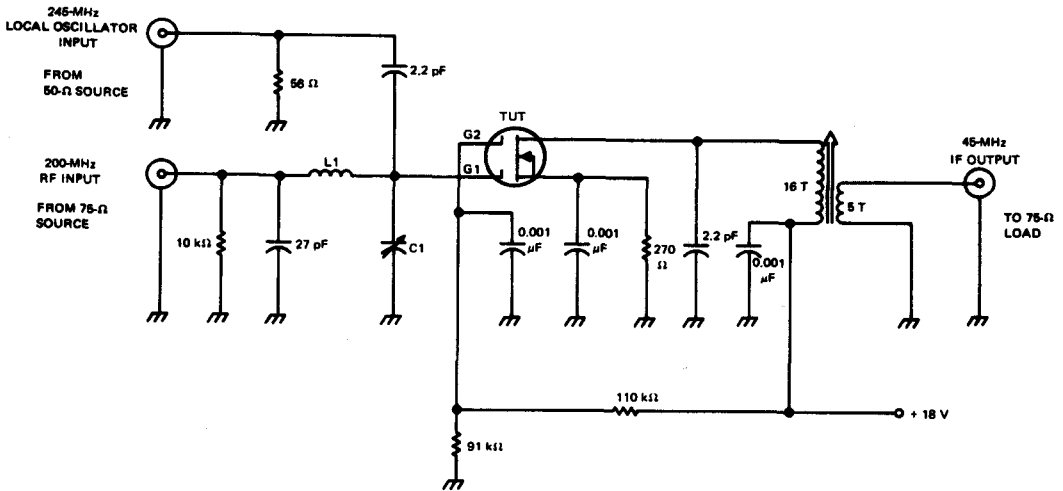 245-MHz
LOCAL OSCILLATOR
INPUT
FROM
50-Ω SOURCE
56 Ω
2.2 pF
TUT
G2
G1
200-MHz
RF INPUT
FROM 75-Ω
SOURCE
L1
10 kΩ
27 pF
C1
0.001
μF
0.001
μF
270
Ω
2.2 pF
0.001
μF
16 T
5 T
45-MHz
IF OUTPUT
TO 75-Ω
LOAD
110 kΩ
+ 18 V
91 kΩ